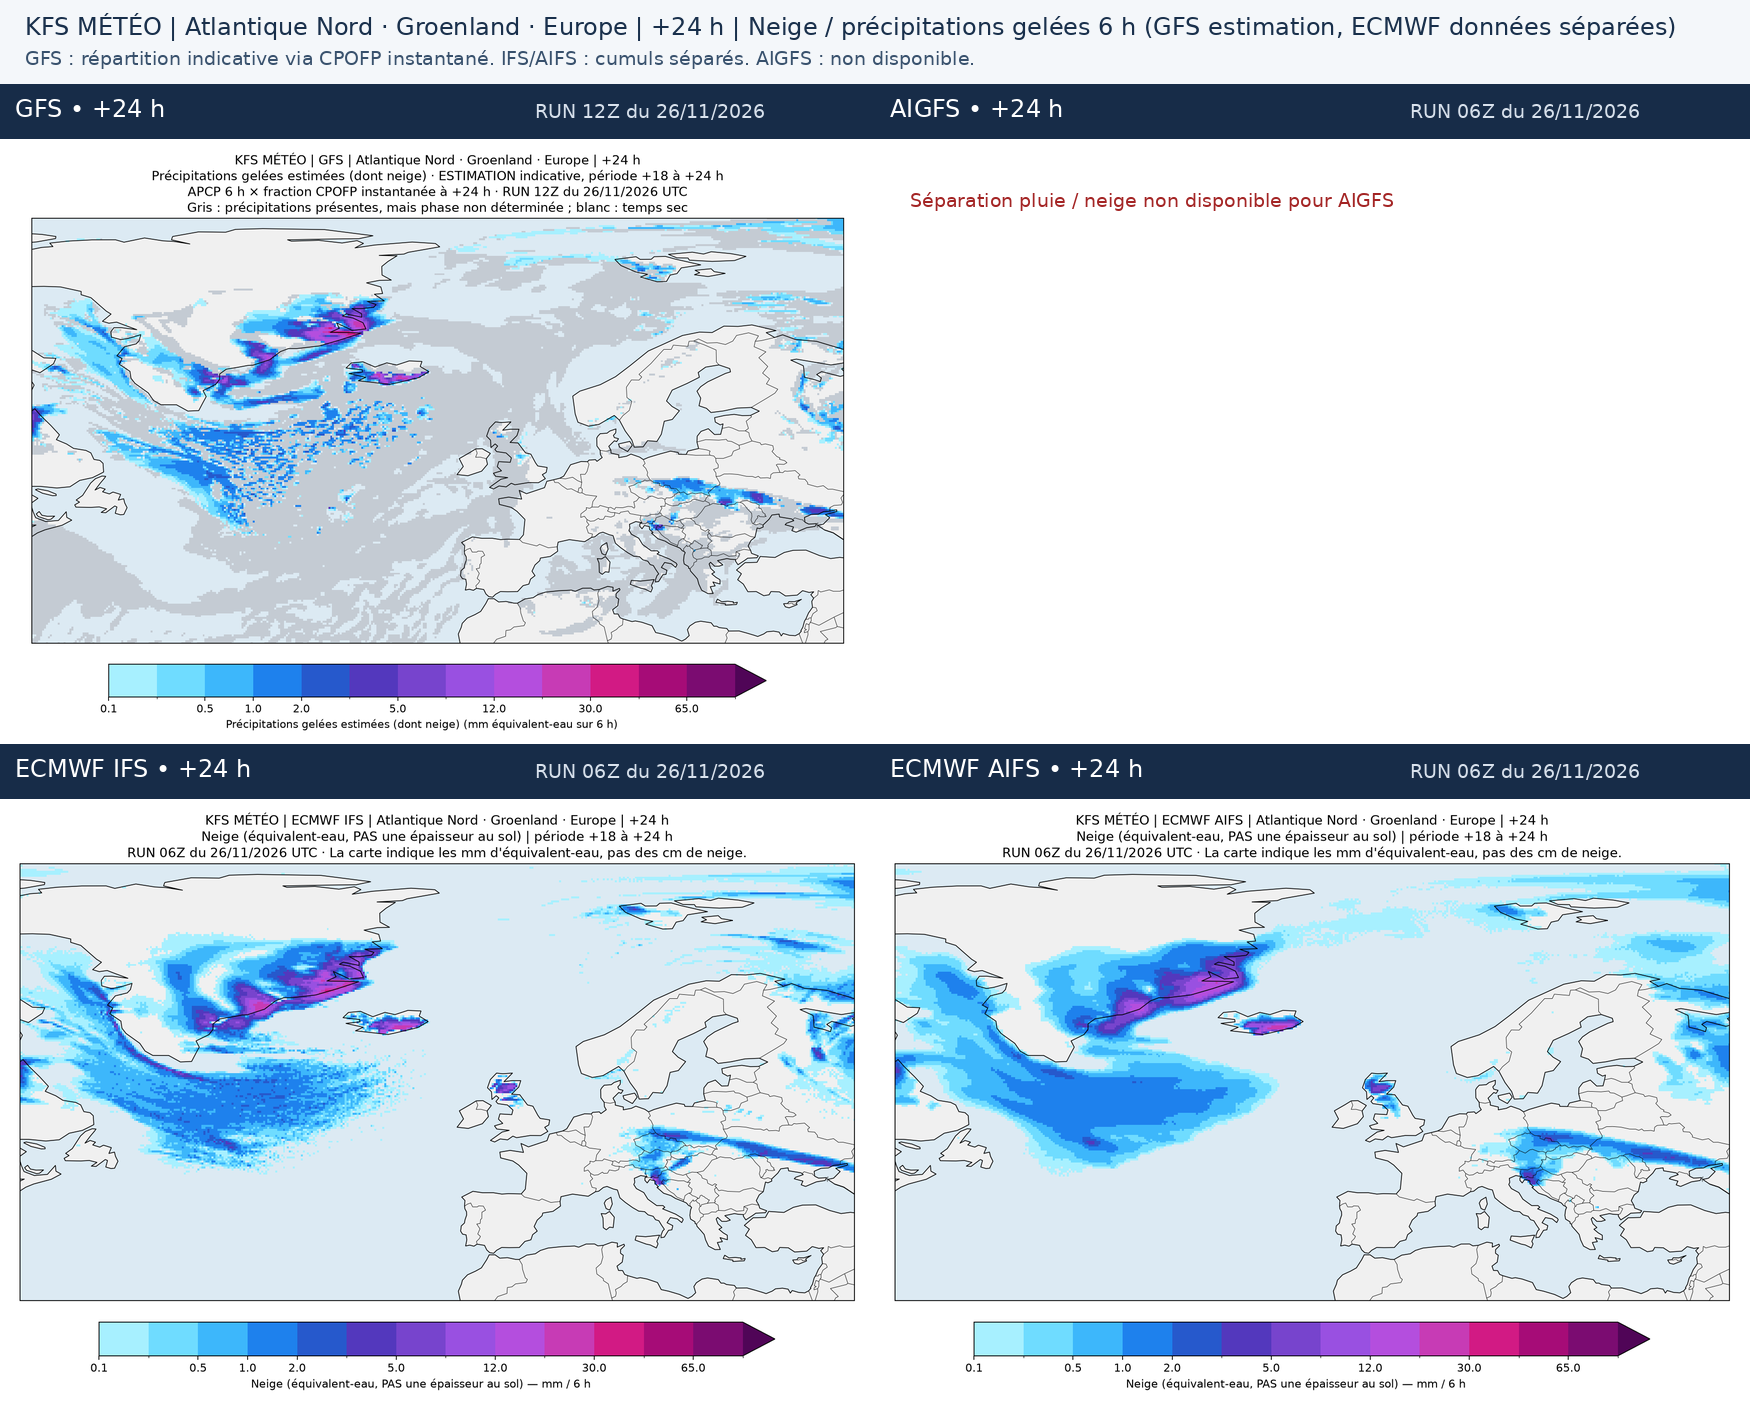 KFS MÉTÉO | Atlantique Nord · Groenland · Europe | +24 h | Neige / précipitations gelées 6 h (GFS estimation, ECMWF données séparées)
GFS : répartition indicative via CPOFP instantané. IFS/AIFS : cumuls séparés. AIGFS : non disponible.
GFS • +24 h
RUN 12Z du 26/11/2026
AIGFS • +24 h
RUN 06Z du 26/11/2026
KFS MÉTÉO | GFS | Atlantique Nord · Groenland · Europe | +24 h
Précipitations gelées estimées (dont neige) · ESTIMATION indicative, période +18 à +24 h
APCP 6 h × fraction CPOFP instantanée à +24 h · RUN 12Z du 26/11/2026 UTC
Gris : précipitations présentes, mais phase non déterminée ; blanc : temps sec
Séparation pluie / neige non disponible pour AIGFS
0.1 0.5 1.0 2.0 5.0 12.0 30.0 65.0
Précipitations gelées estimées (dont neige) (mm équivalent-eau sur 6 h)
ECMWF IFS • +24 h
RUN 06Z du 26/11/2026
ECMWF AIFS • +24 h
RUN 06Z du 26/11/2026
KFS MÉTÉO | ECMWF IFS | Atlantique Nord · Groenland · Europe | +24 h
Neige (équivalent-eau, PAS une épaisseur au sol) | période +18 à +24 h
RUN 06Z du 26/11/2026 UTC · La carte indique les mm d'équivalent-eau, pas des cm de neige.
KFS MÉTÉO | ECMWF AIFS | Atlantique Nord · Groenland · Europe | +24 h
Neige (équivalent-eau, PAS une épaisseur au sol) | période +18 à +24 h
RUN 06Z du 26/11/2026 UTC · La carte indique les mm d'équivalent-eau, pas des cm de neige.
0.1 0.5 1.0 2.0 5.0 12.0 30.0 65.0
Neige (équivalent-eau, PAS une épaisseur au sol) — mm / 6 h
0.1 0.5 1.0 2.0 5.0 12.0 30.0 65.0
Neige (équivalent-eau, PAS une épaisseur au sol) — mm / 6 h